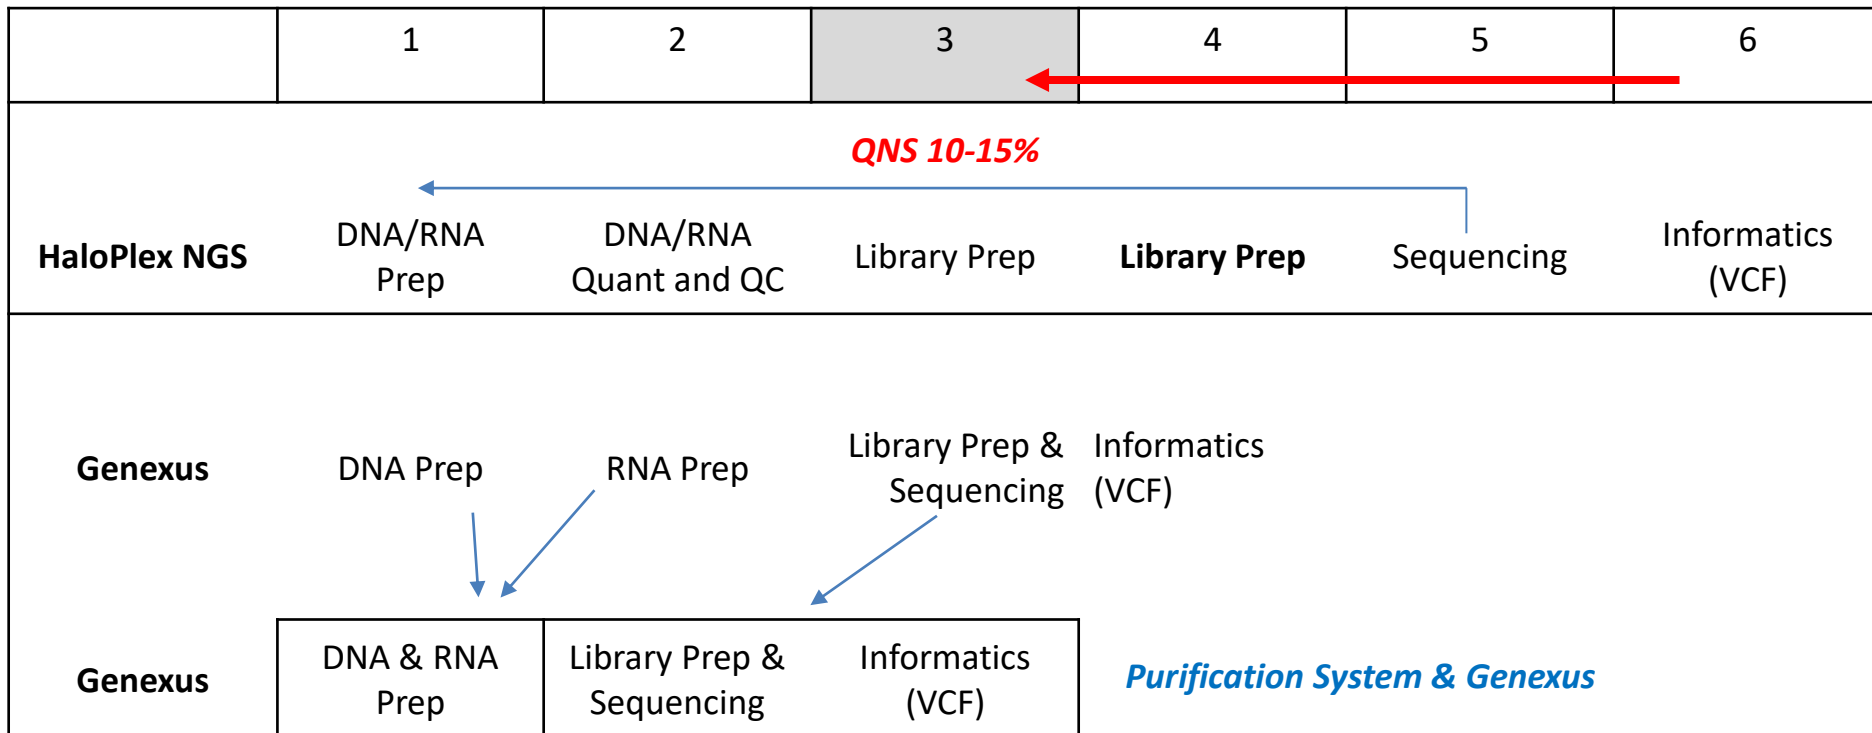 1 2 3 4 5 6
QNS 10-15%
HaloPlex NGS
DNA/RNA
Prep
DNA/RNA
Quant and QC
Library Prep
Library Prep
Sequencing
Informatics
(VCF)
Genexus
DNA Prep
RNA Prep
Library Prep &
Sequencing
Informatics
(VCF)
Genexus
DNA & RNA
Prep
Library Prep &
Sequencing
Informatics
(VCF)
Purification System & Genexus